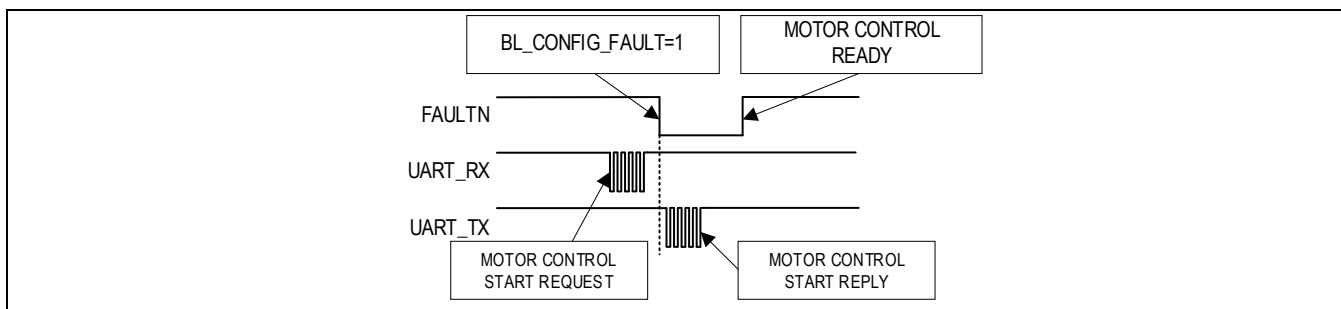 BL_CONFIG_FAULT=1
MOTOR CONTROL
READY
FAULTN
UART_RX
UART_TX
MOTOR CONTROL
START REQUEST
MOTOR CONTROL
START REPLY